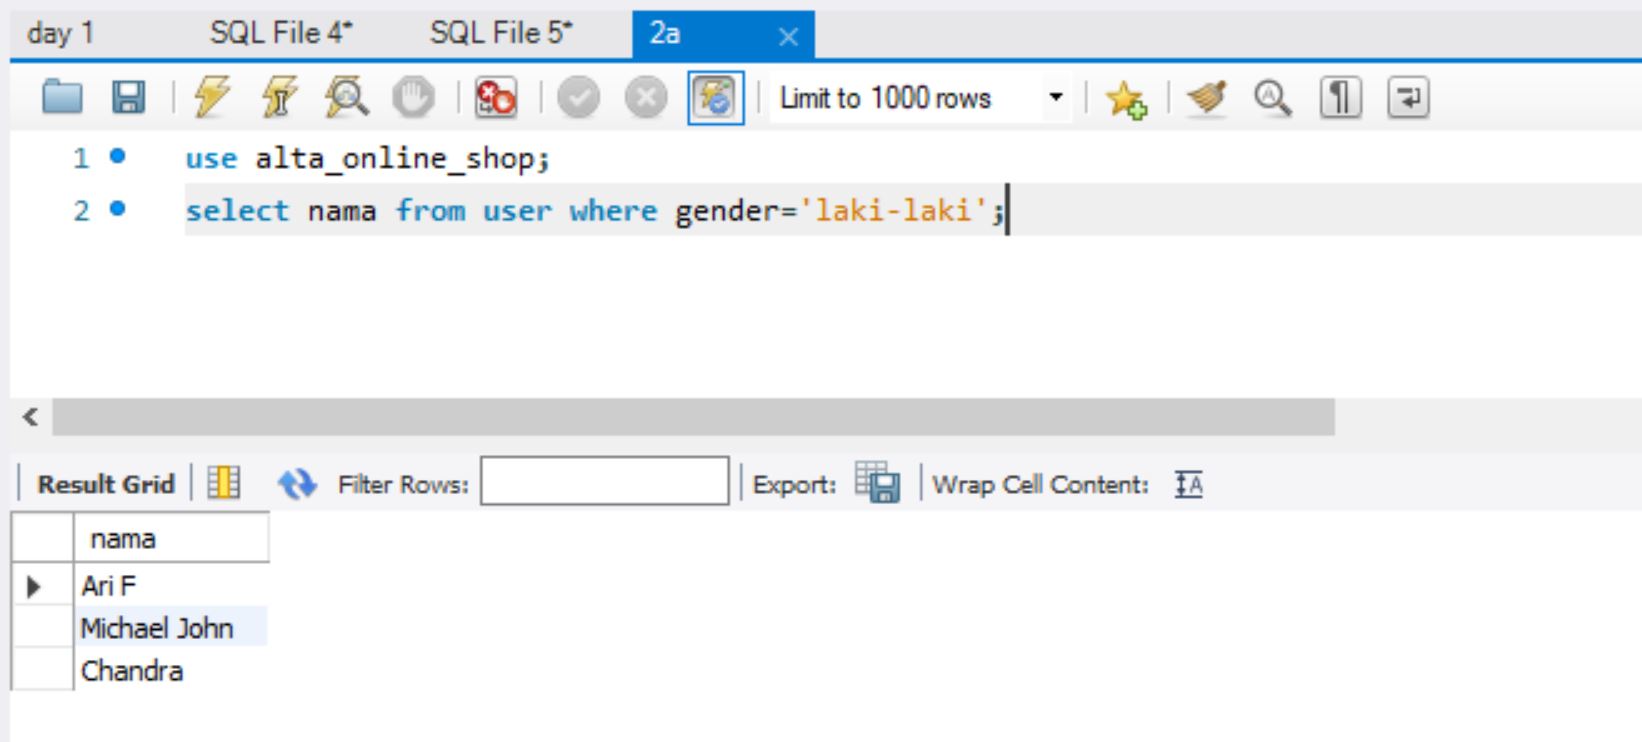 day 1 SQL File 4* SQL File 5* 2a
Limit to 1000 rows
1 use alta_online_shop;
2 select nama from user where gender='laki-laki';
Result Grid Filter Rows: Export: Wrap Cell Content:
nama
Ari F
Michael John
Chandra